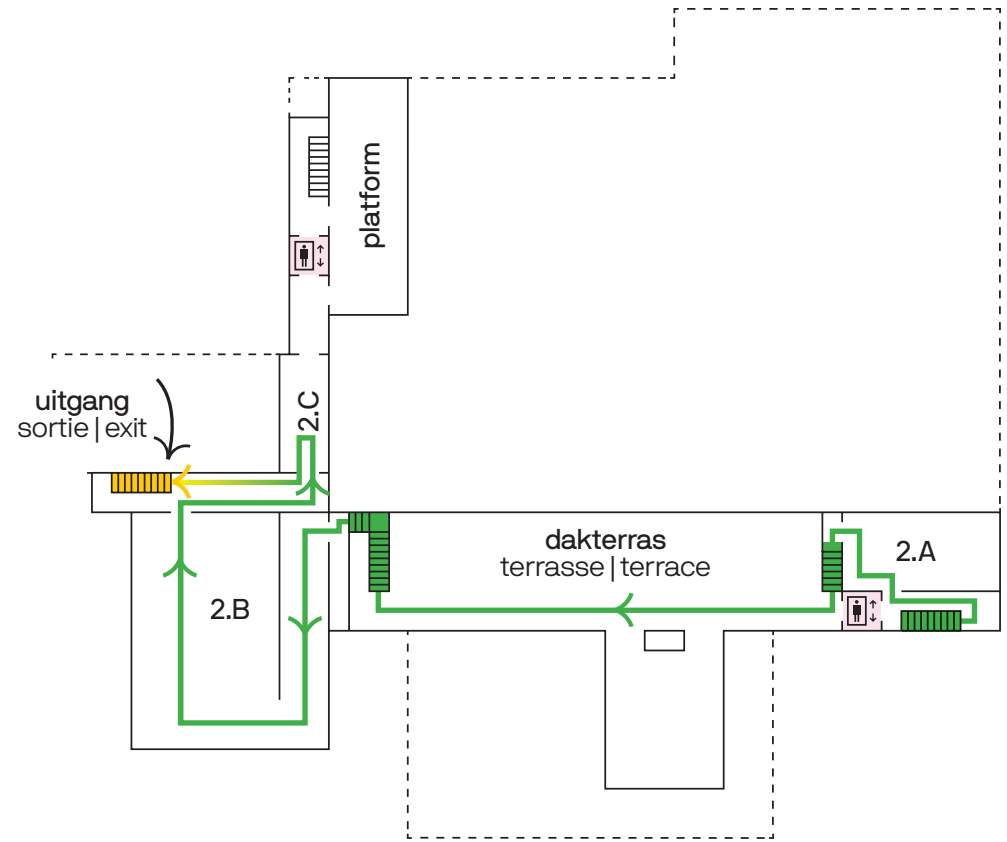 platform
2.C
uitgang
sortie | exit
dakterras
terrasse | terrace
2.A
2.B